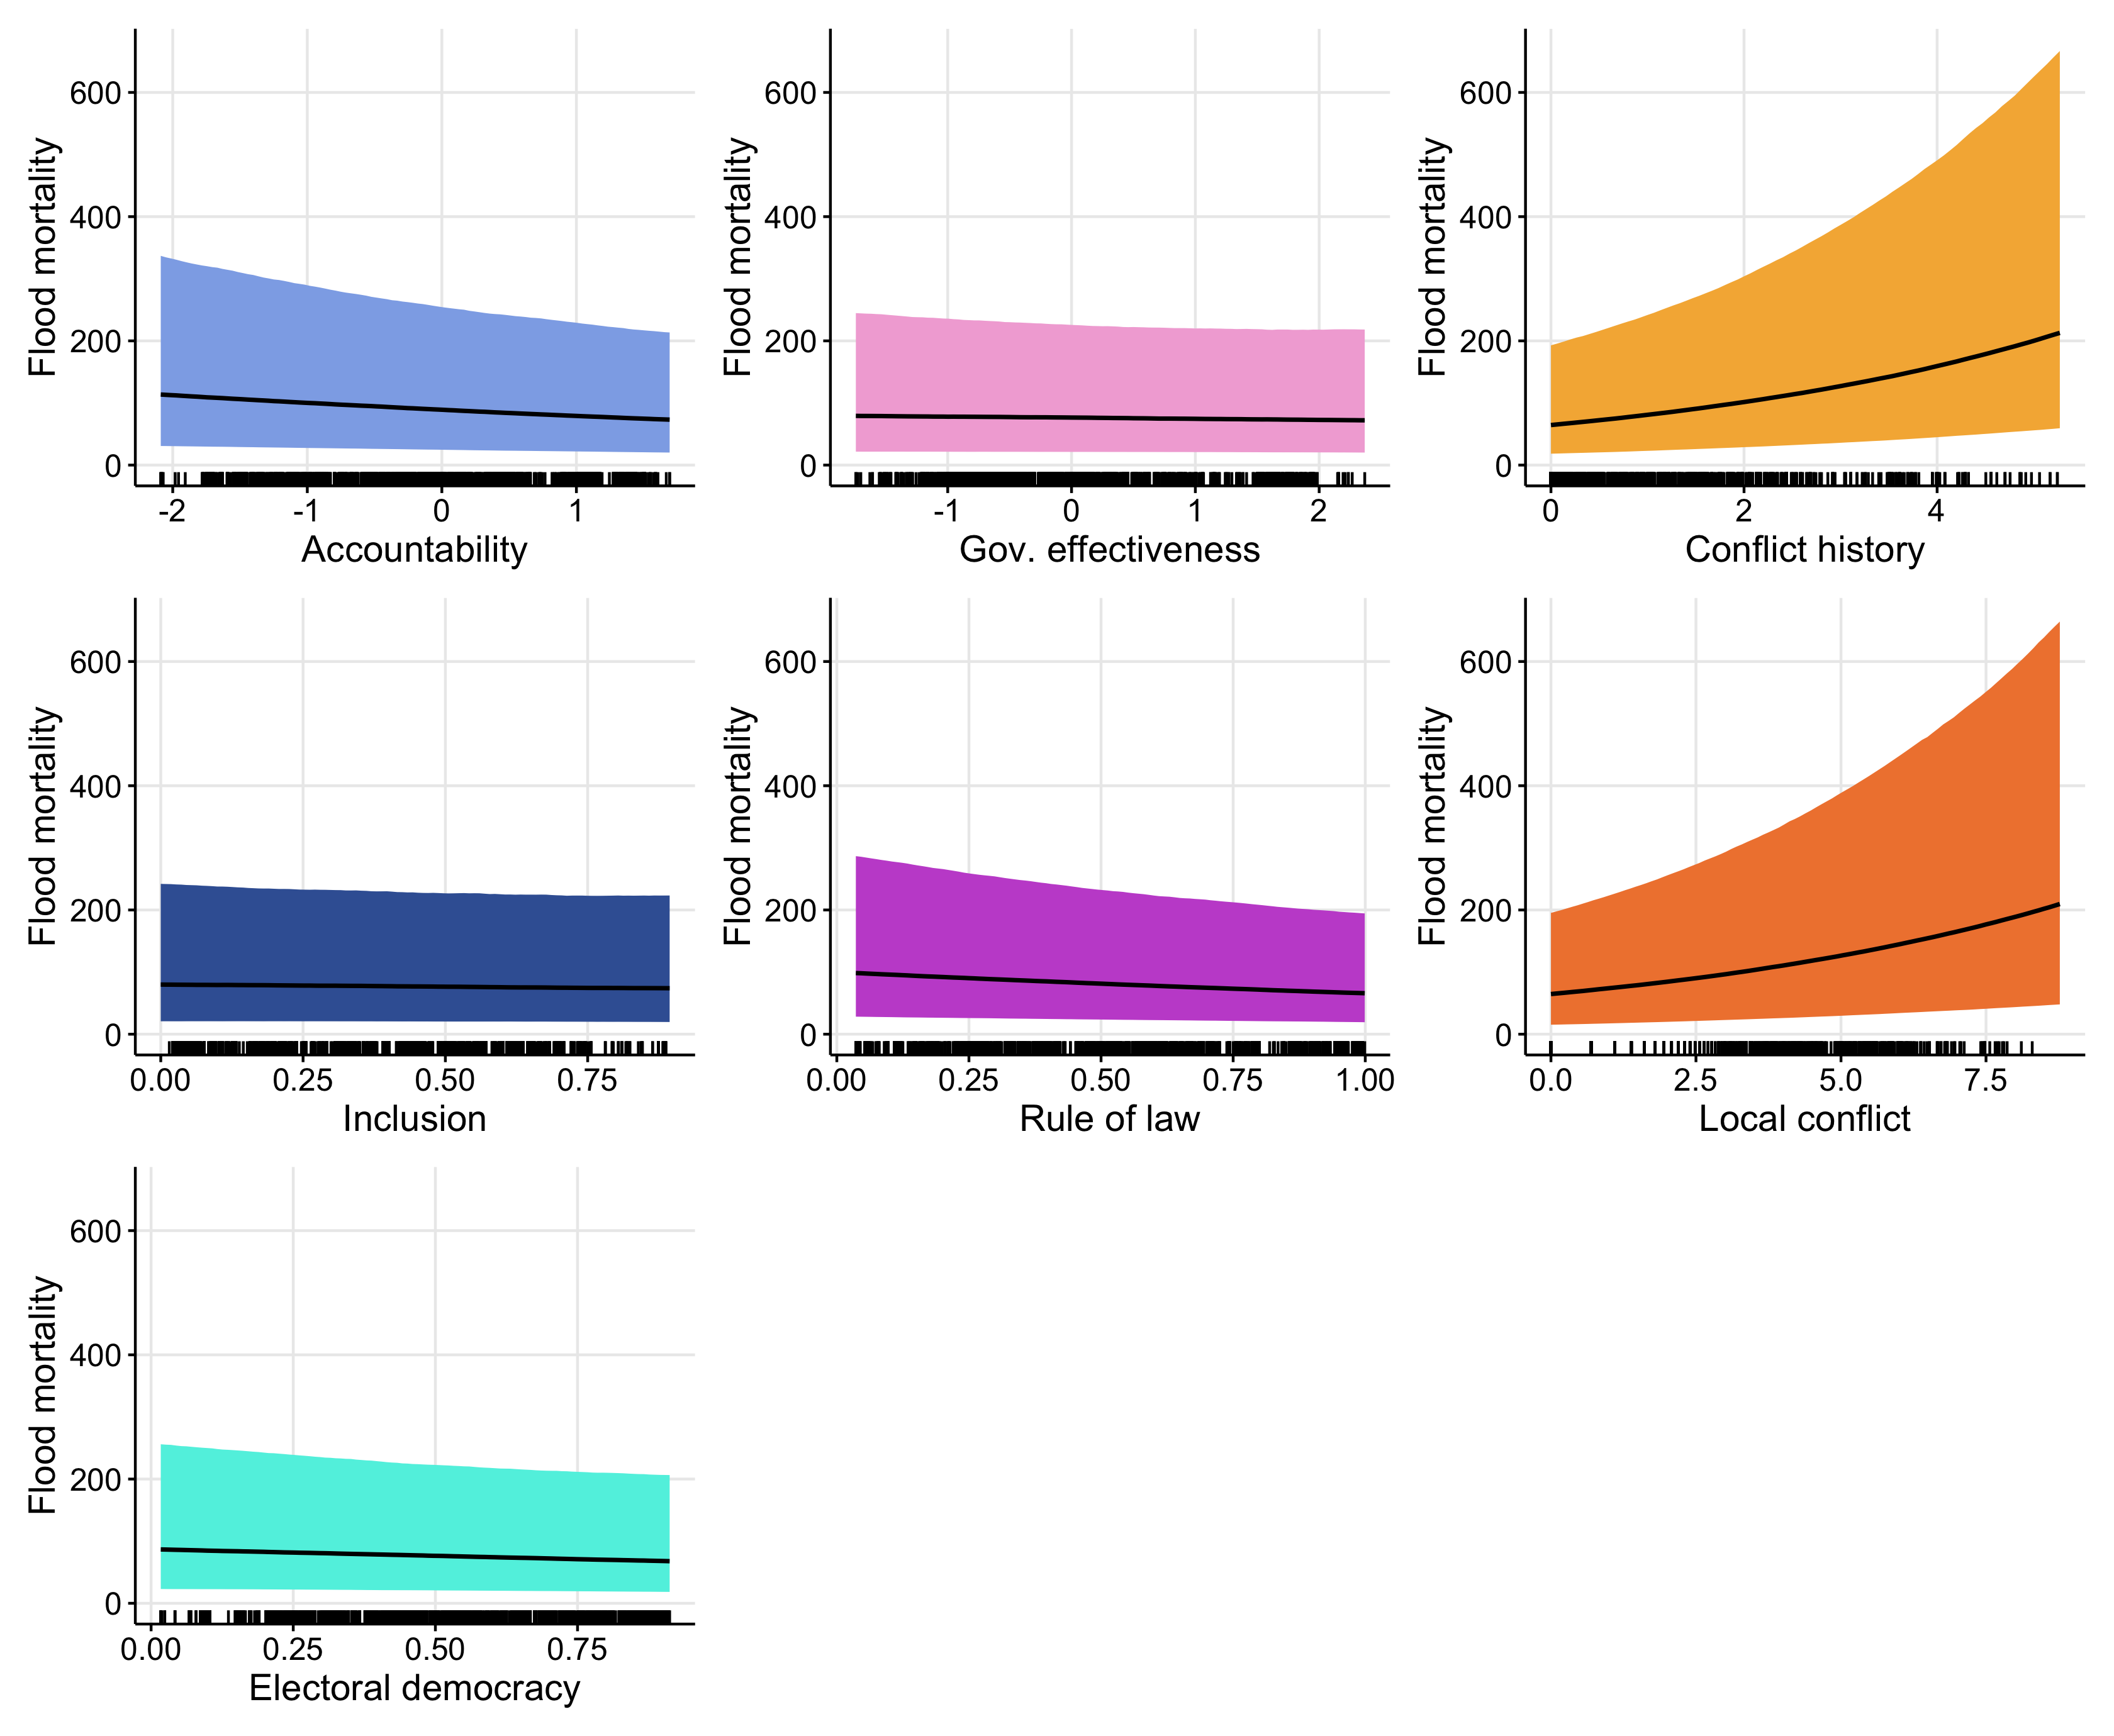 Flood mortality
600
400
200
0
-2 -1 0 1
Accountability
Flood mortality
600
400
200
0
-1 0 1 2
Gov. effectiveness
Flood mortality
600
400
200
0
0 2 4
Conflict history
Flood mortality
600
400
200
0
0.00 0.25 0.50 0.75
Inclusion
Flood mortality
600
400
200
0
0.00 0.25 0.50 0.75 1.00
Rule of law
Flood mortality
600
400
200
0
0.0 2.5 5.0 7.5
Local conflict
Flood mortality
600
400
200
0
0.00 0.25 0.50 0.75
Electoral democracy